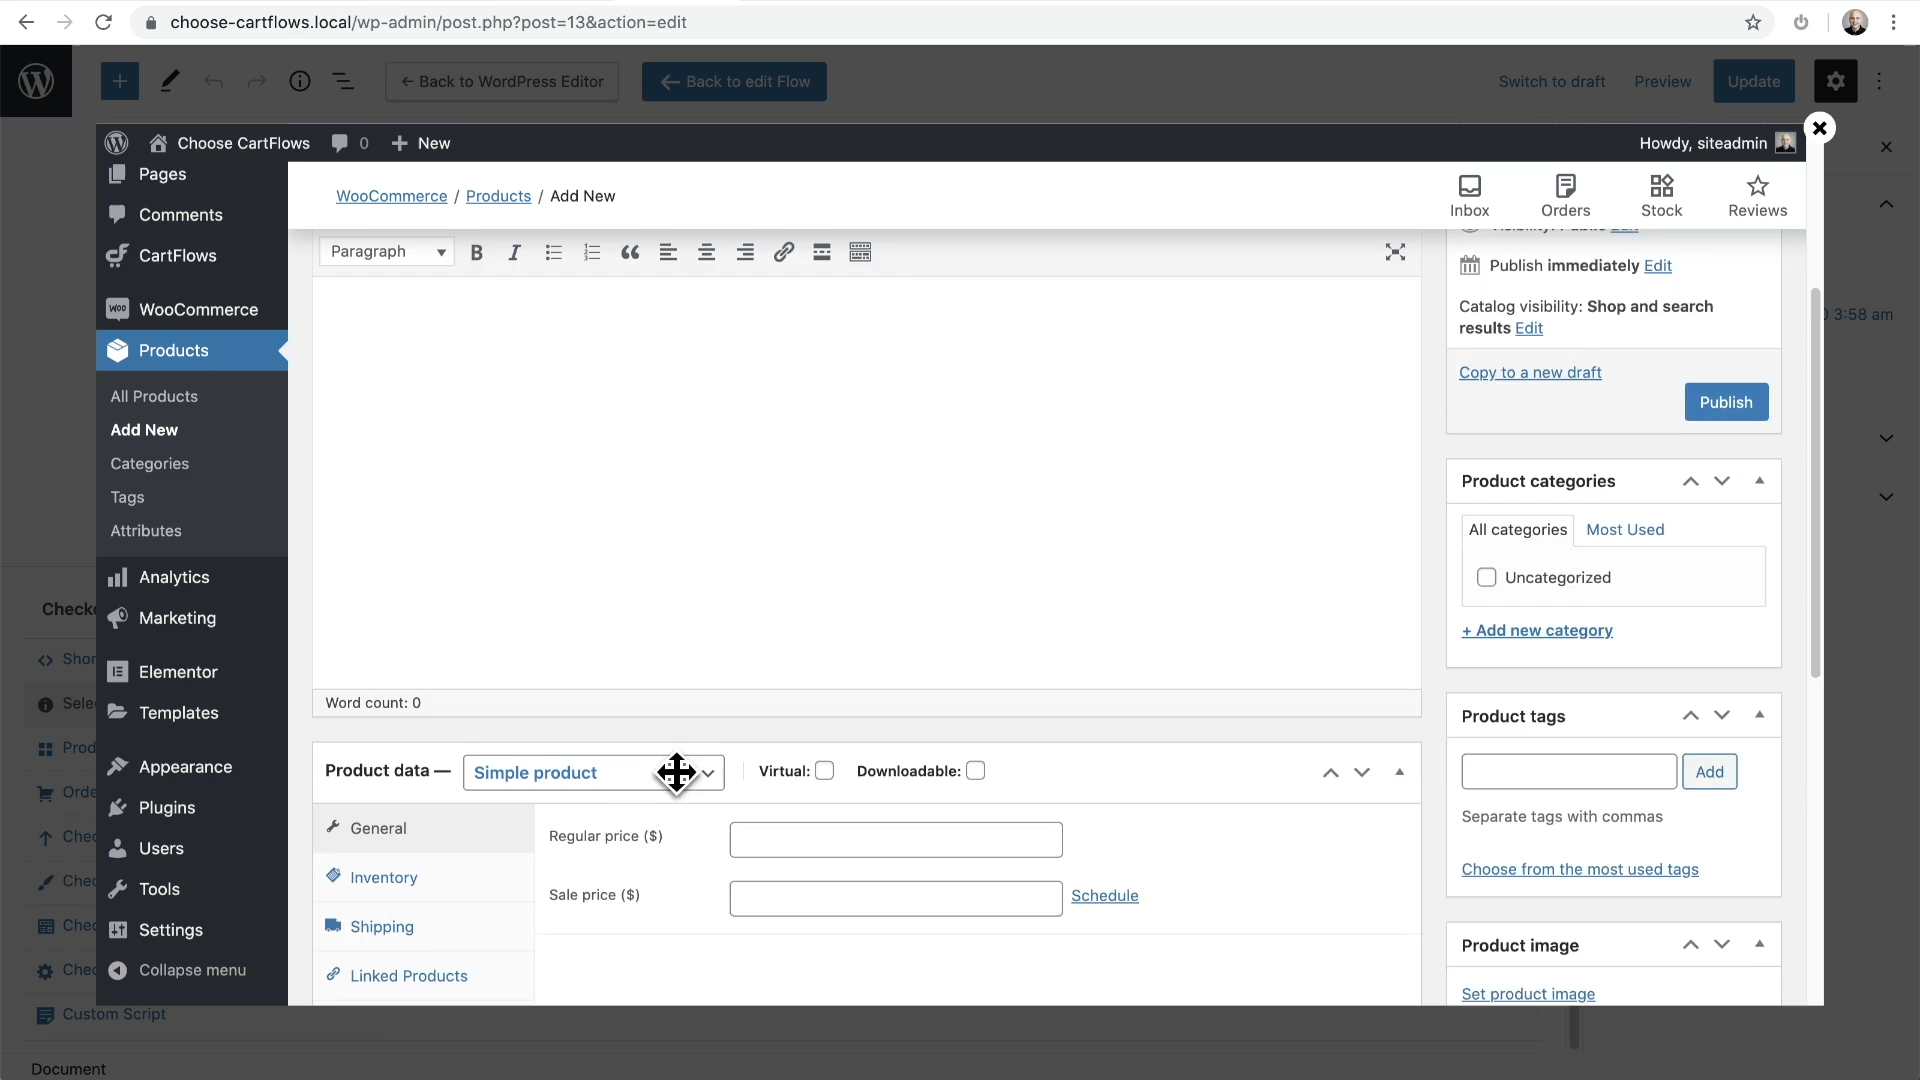 choose-cartflows.local/wp-admin/post.php?post=13&action=edit
← Back to WordPress Editor
Back to edit Flow
Switch to draft
Preview
Update
Choose CartFlows
0
New
Howdy, siteadmin
Pages
Comments
CartFlows
WooCommerce
Products
All Products
Add New
Categories
Tags
Attributes
Analytics
Marketing
Elementor
Templates
Appearance
Plugins
Users
Tools
Settings
Collapse menu
WooCommerce / Products / Add New
Inbox
Orders
Stock
Reviews
Paragraph
Publish immediately Edit
3:58 am
Catalog visibility: Shop and search
results Edit
Copy to a new draft
Publish
Product categories
All categories
Most Used
Uncategorized
+ Add new category
Word count: 0
Product tags
Add
Separate tags with commas
Choose from the most used tags
Product data — Simple product
Virtual:
Downloadable:
General
Inventory
Shipping
Linked Products
Regular price ($)
Sale price ($)
Schedule
Product image
Set product image
Custom Script
Document